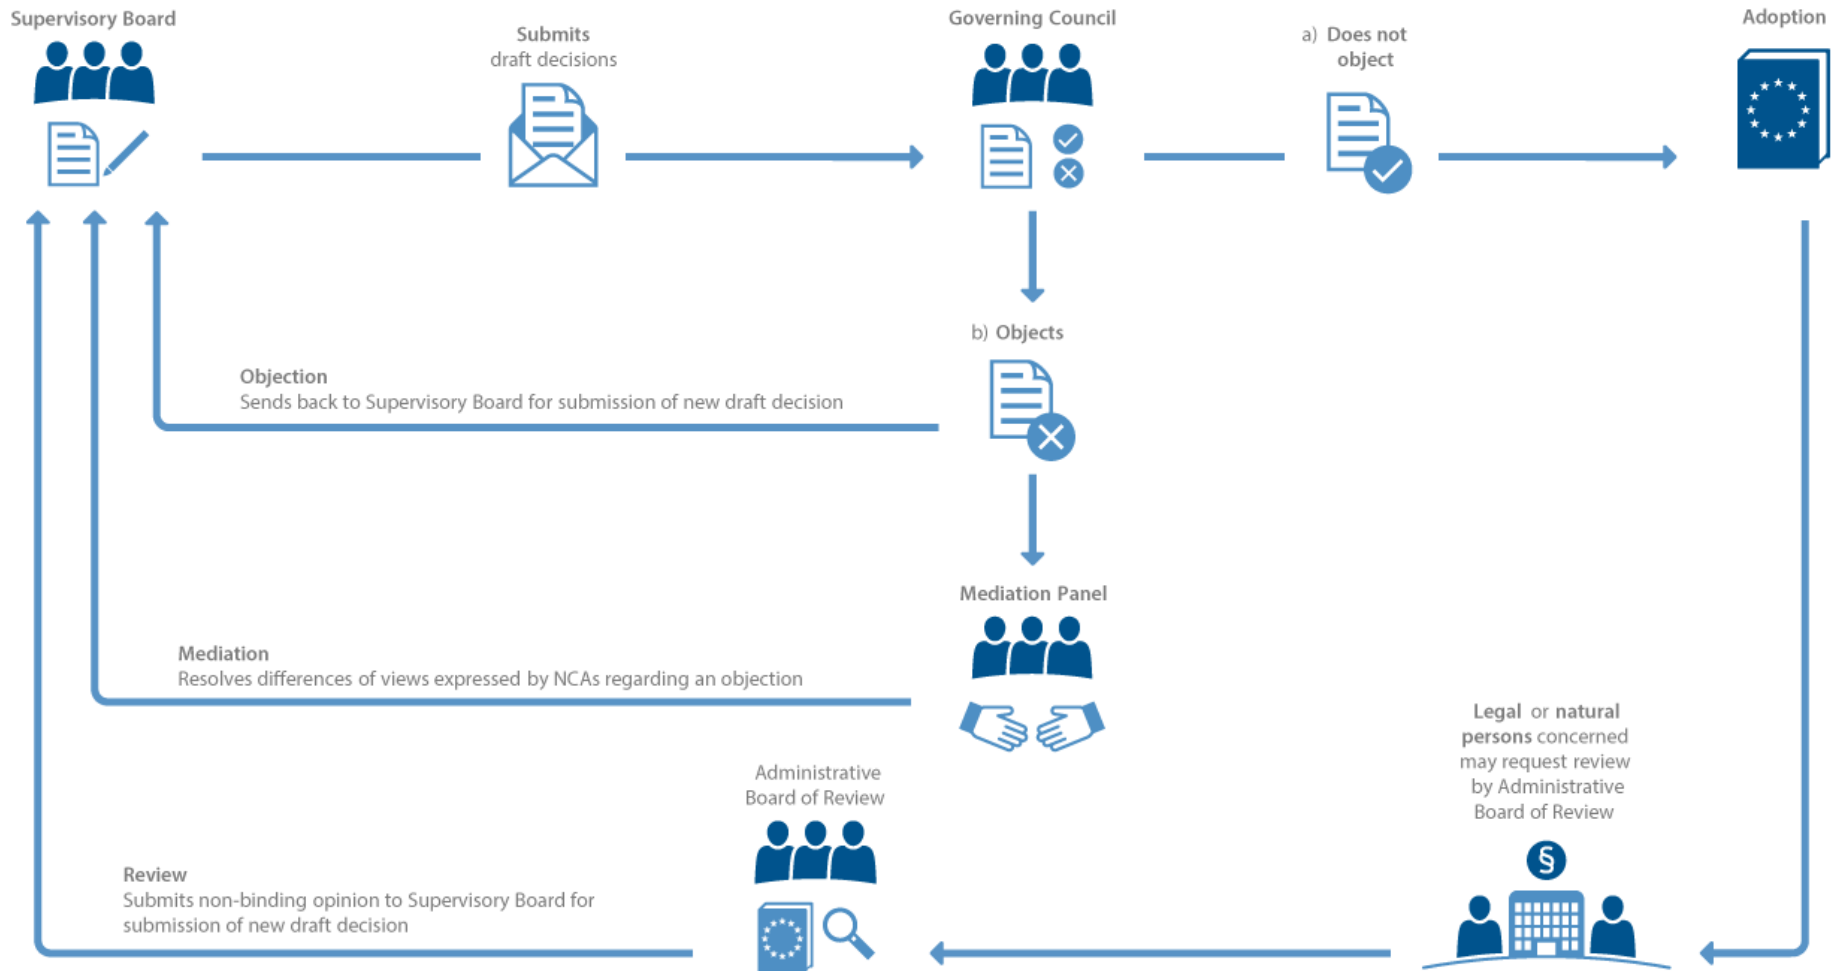 Supervisory Board
Submits
draft decisions
Governing Council
a) Does not
object
Adoption
b) Objects
Objection
Sends back to Supervisory Board for submission of new draft decision
Mediation Panel
Mediation
Resolves differences of views expressed by NCAs regarding an objection
Legal or natural
persons concerned
may request review
by Administrative
Board of Review
§
Administrative
Board of Review
Review
Submits non-binding opinion to Supervisory Board for
submission of new draft decision